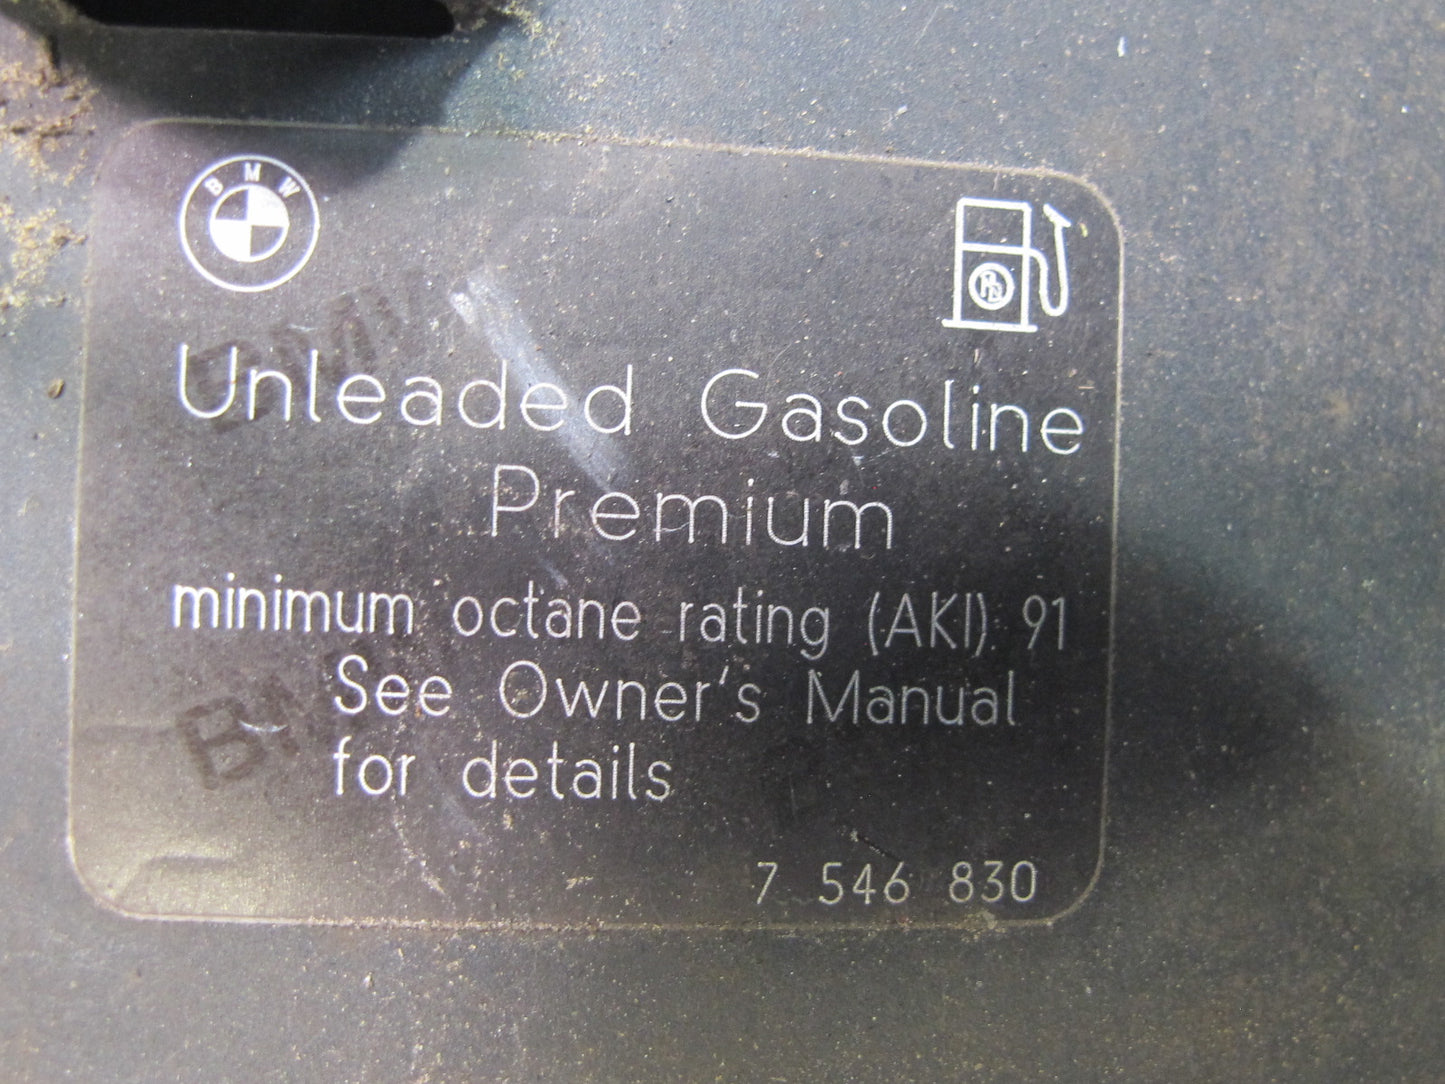 BMW
Unleaded Gasoline
Premium
minimum octane rating (AKI) 91
See Owner's Manual
for details
7 546 830